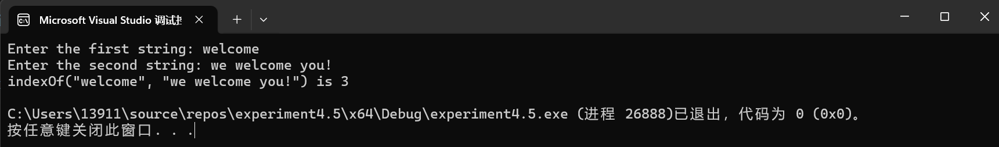 Microsoft Visual Studio 调试
Enter the first string: welcome
Enter the second string: we welcome you!
indexOf("welcome", "we welcome you!") is 3
C:\Users\13911\source\repos\experiment4.5\x64\Debug\experiment4.5.exe (进程 26888)已退出，代码为 0 (0x0)。
按任意键关闭此窗口. . .